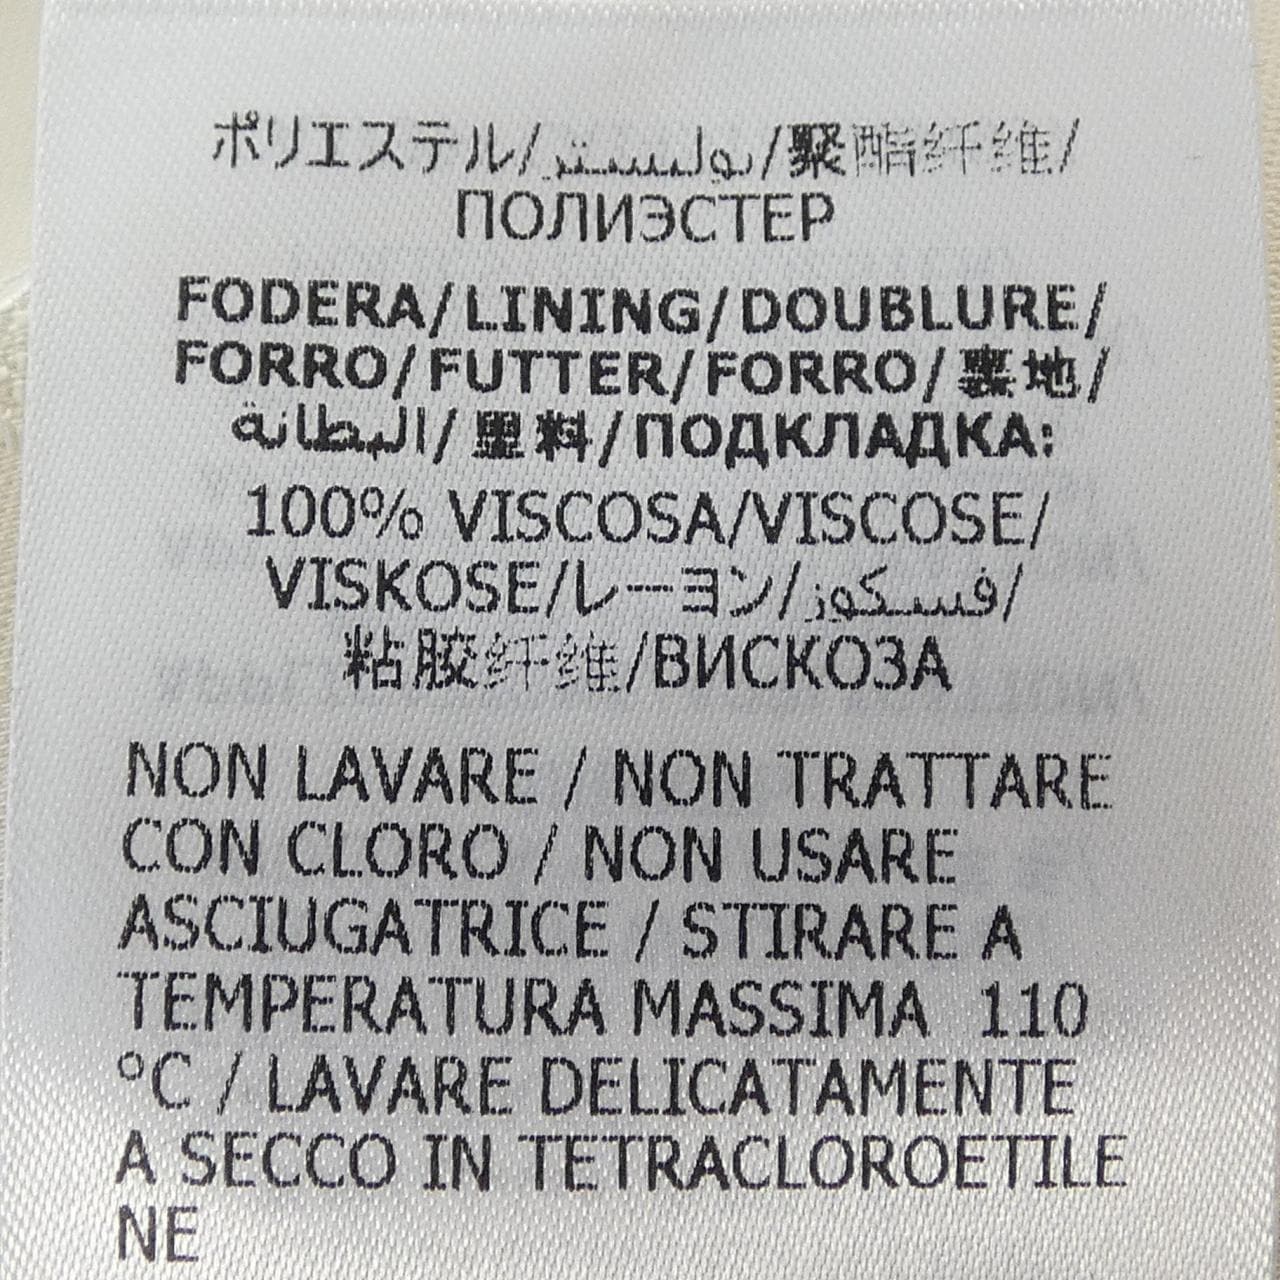 ポリエステル/بوليستر/聚酯纤维/
ПОЛИЭСТЕР
FODERA/LINING/DOUBLURE/
FORRO/FUTTER/FORRO/裏地/
البطانة/里料/ПОДКЛАДКА:
100% VISCOSA/VISCOSE/
VISKOSE/レーヨン/فسكوز/
粘胶纤维/ВИСКОЗА
NON LAVARE / NON TRATTARE
CON CLORO / NON USARE
ASCIUGATRICE / STIRARE A
TEMPERATURA MASSIMA 110
°C / LAVARE DELICATAMENTE
A SECCO IN TETRACLOROETILE
NE